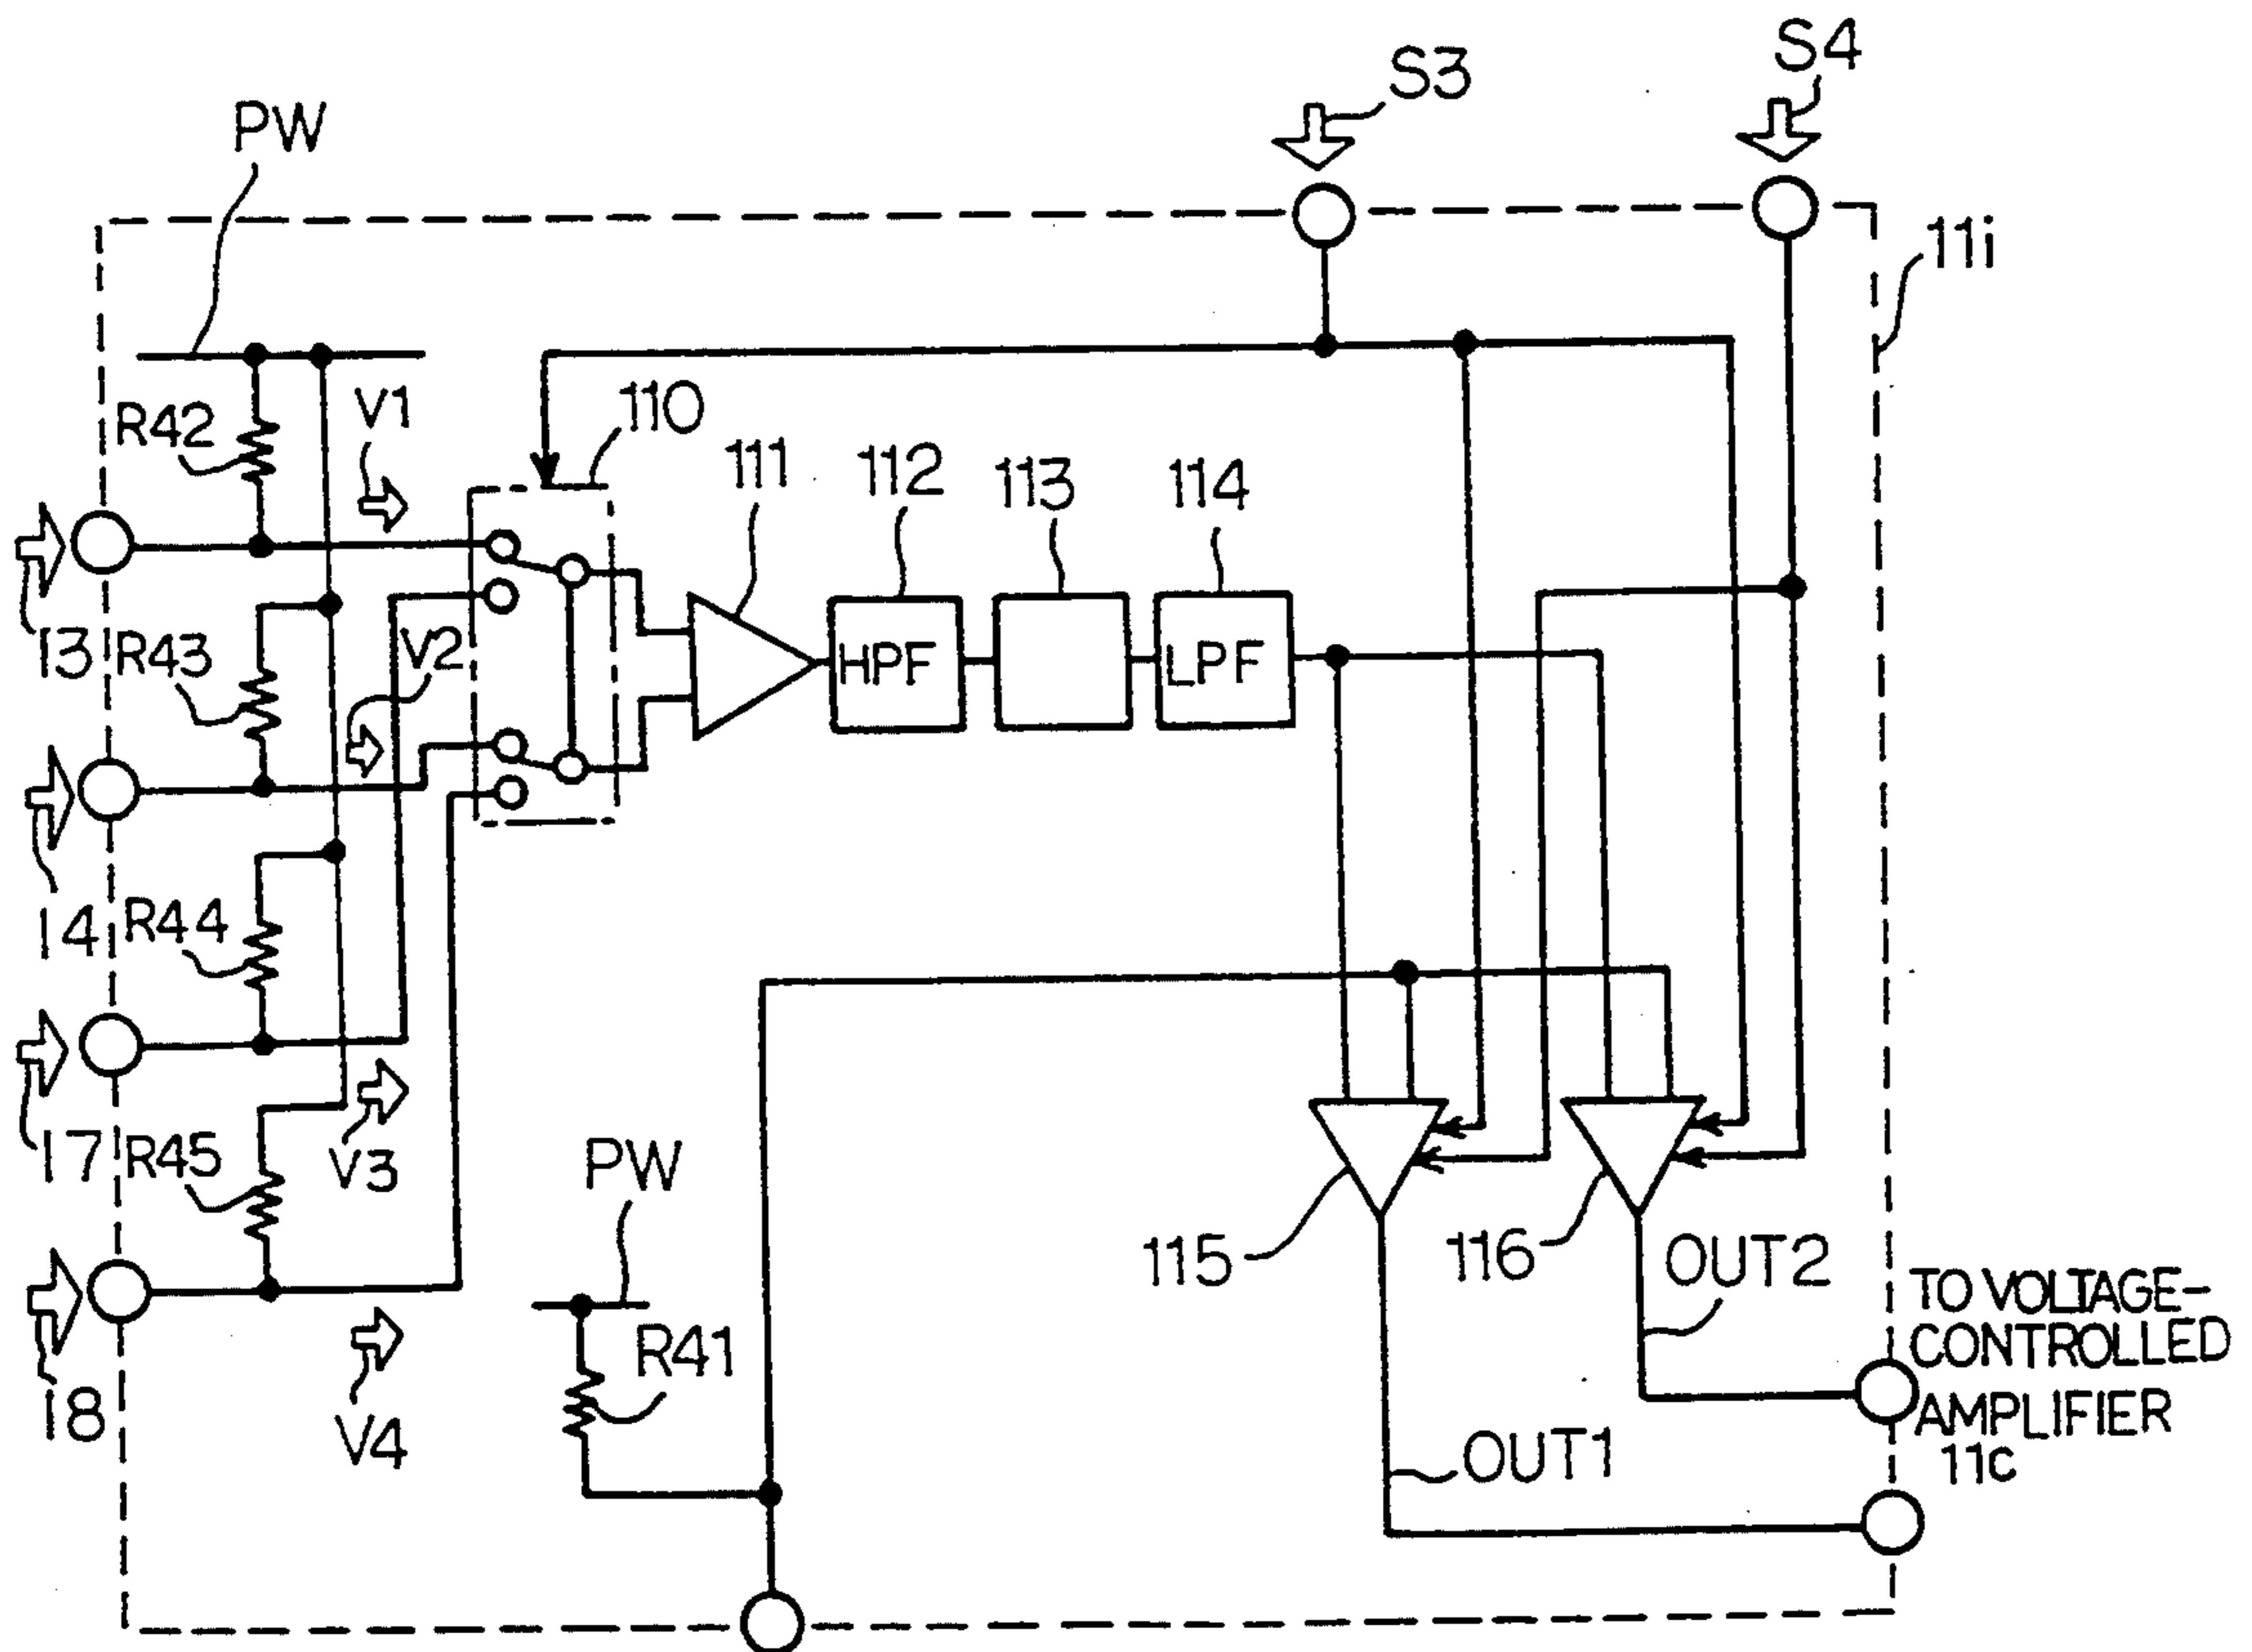 S3
S4
PW
11i
R42
V1
110
111
112
113
114
13
R43
V2
HPF
LPF
14
R44
17
R45
V3
PW
115
116
OUT2
TO VOLTAGE-
CONTROLLED
AMPLIFIER
11c
R41
18
V4
OUT1